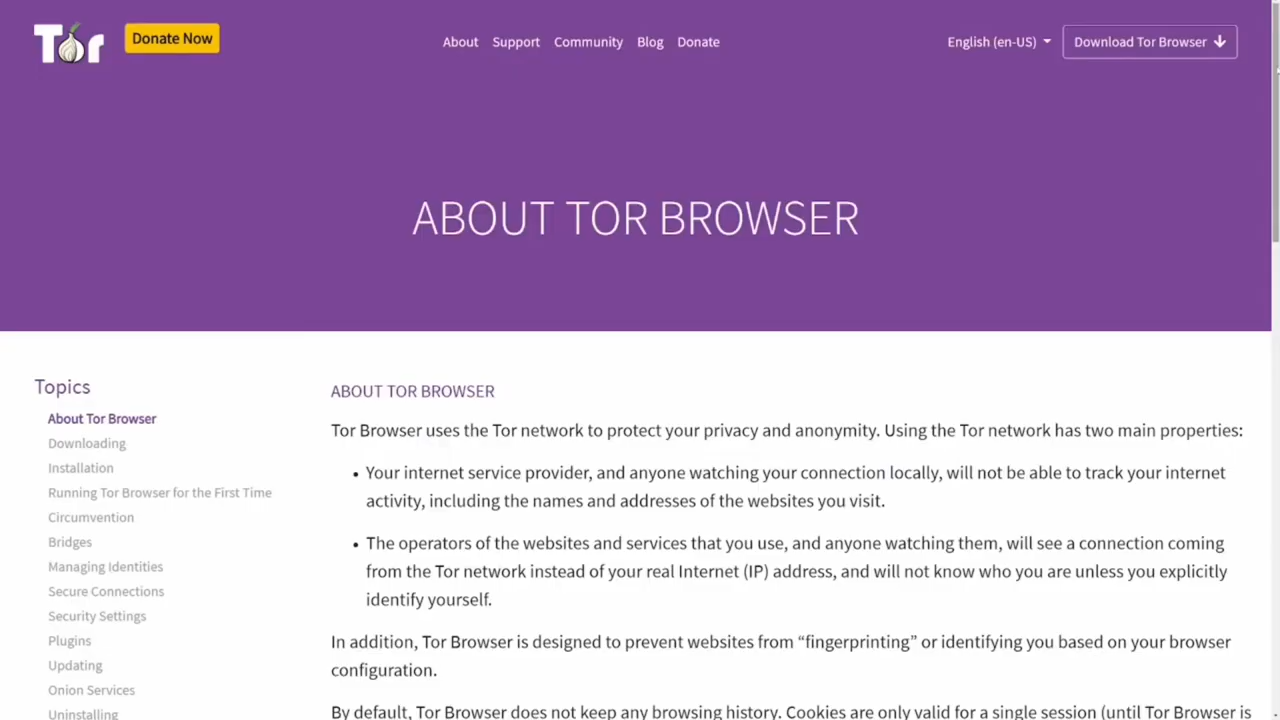 Tor
Donate Now
About Support Community Blog Donate
English (en-US)
Download Tor Browser
ABOUT TOR BROWSER
Topics
About Tor Browser
Downloading
Installation
Running Tor Browser for the First Time
Circumvention
Bridges
Managing Identities
Secure Connections
Security Settings
Plugins
Updating
Onion Services
Uninstalling
ABOUT TOR BROWSER
Tor Browser uses the Tor network to protect your privacy and anonymity. Using the Tor network has two main properties:
• Your internet service provider, and anyone watching your connection locally, will not be able to track your internet
activity, including the names and addresses of the websites you visit.
• The operators of the websites and services that you use, and anyone watching them, will see a connection coming
from the Tor network instead of your real Internet (IP) address, and will not know who you are unless you explicitly
identify yourself.
In addition, Tor Browser is designed to prevent websites from “fingerprinting” or identifying you based on your browser
configuration.
By default, Tor Browser does not keep any browsing history. Cookies are only valid for a single session (until Tor Browser is